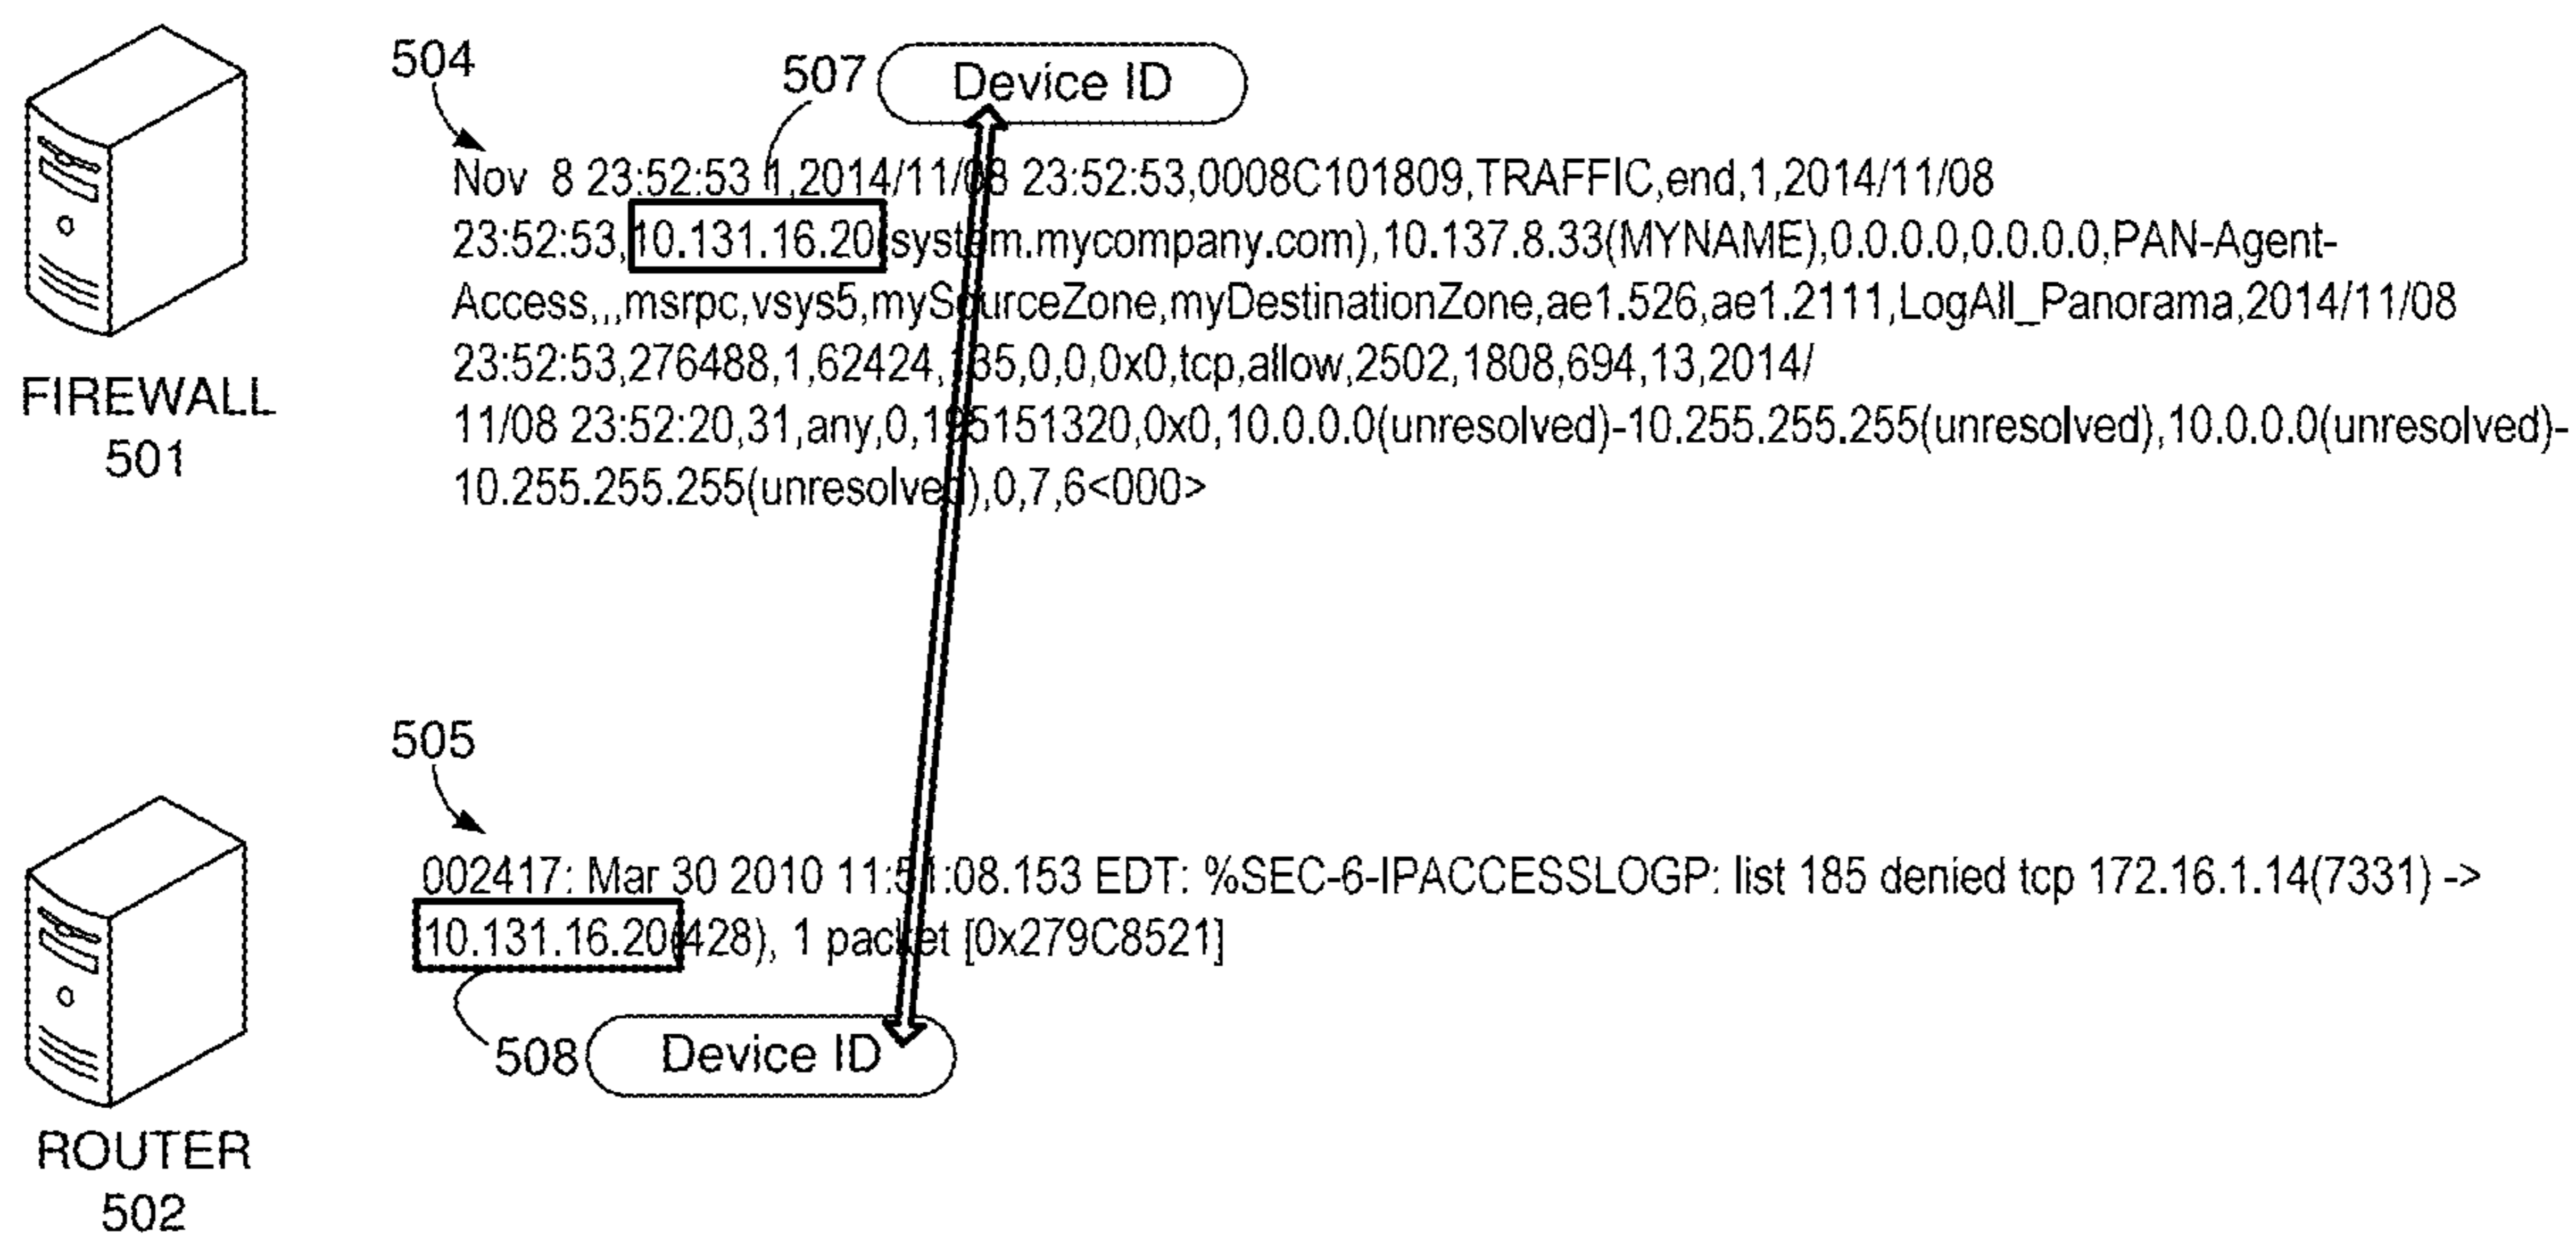 504
507
Device ID
Nov 8 23:52:53 1,2014/11/08 23:52:53,0008C101809,TRAFFIC,end,1,2014/11/08
23:52:53,10.131.16.20(system.mycompany.com),10.137.8.33(MYNAME),0.0.0.0,0.0.0.0,PAN-Agent-
Access,,,msrpc,vsys5,mySourceZone,myDestinationZone,ae1.526,ae1.2111,LogAll_Panorama,2014/11/08
23:52:53,276488,1,62424,135,0,0,0x0,tcp,allow,2502,1808,694,13,2014/
11/08 23:52:20,31,any,0,195151320,0x0,10.0.0.0(unresolved)-10.255.255.255(unresolved),10.0.0.0(unresolved)-
10.255.255.255(unresolved),0,7,6<000>
FIREWALL
501
505
002417: Mar 30 2010 11:51:08.153 EDT: %SEC-6-IPACCESSLOGP: list 185 denied tcp 172.16.1.14(7331) ->
10.131.16.20(428), 1 packet [0x279C8521]
508
Device ID
ROUTER
502